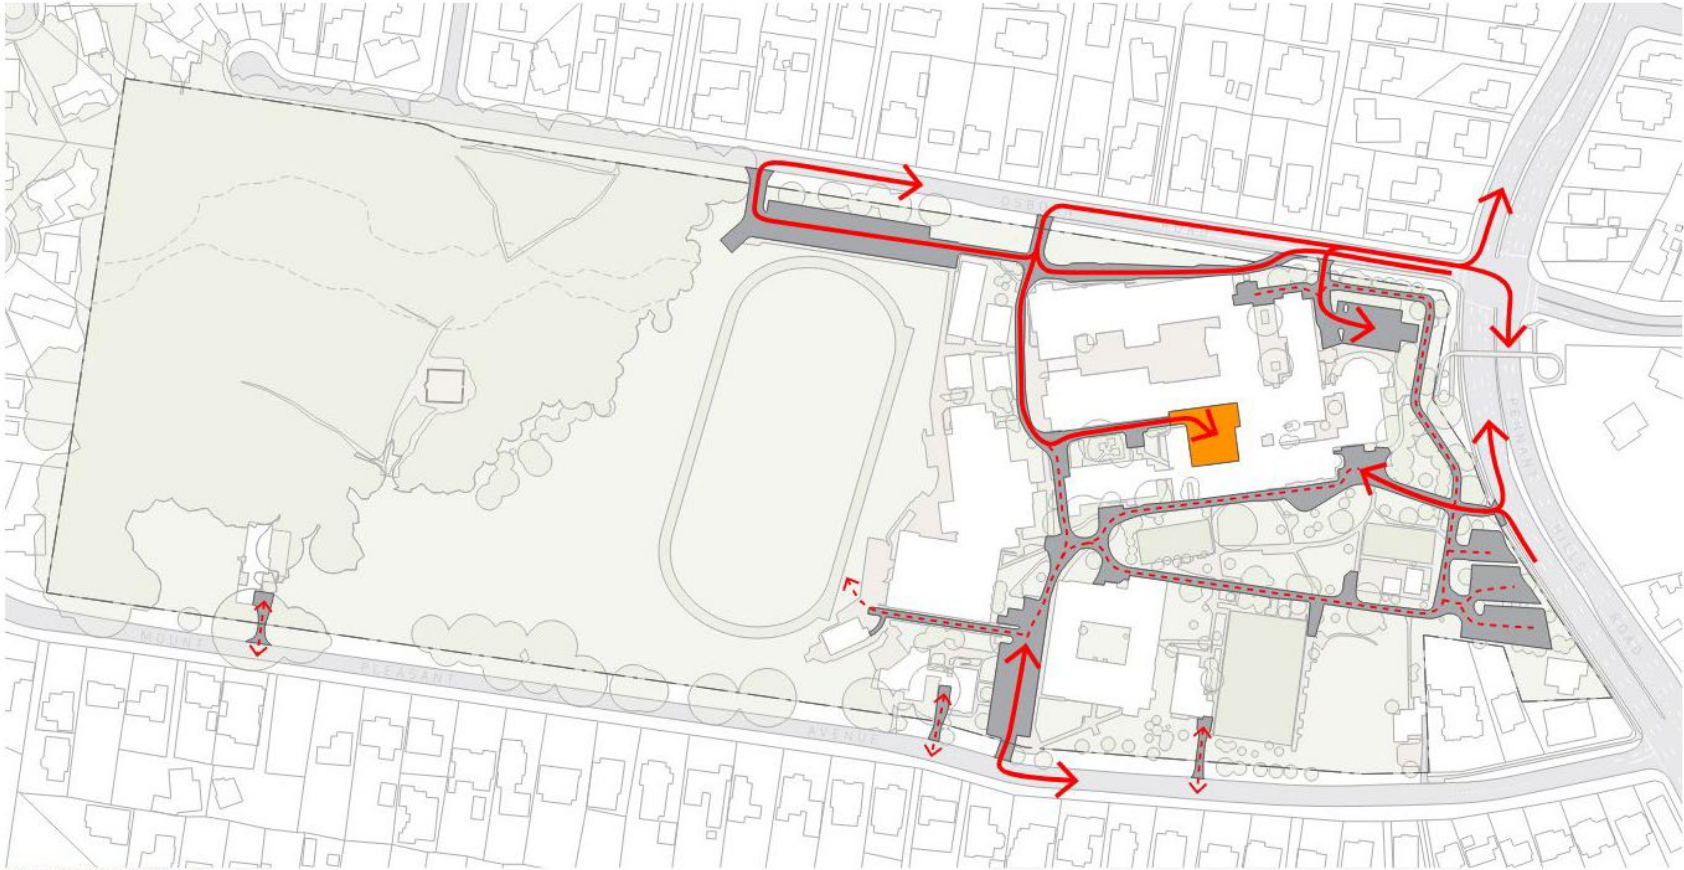 OSBORN
ROAD
PENNANT
HILLS
ROAD
MOUNT
PLEASANT
AVENUE